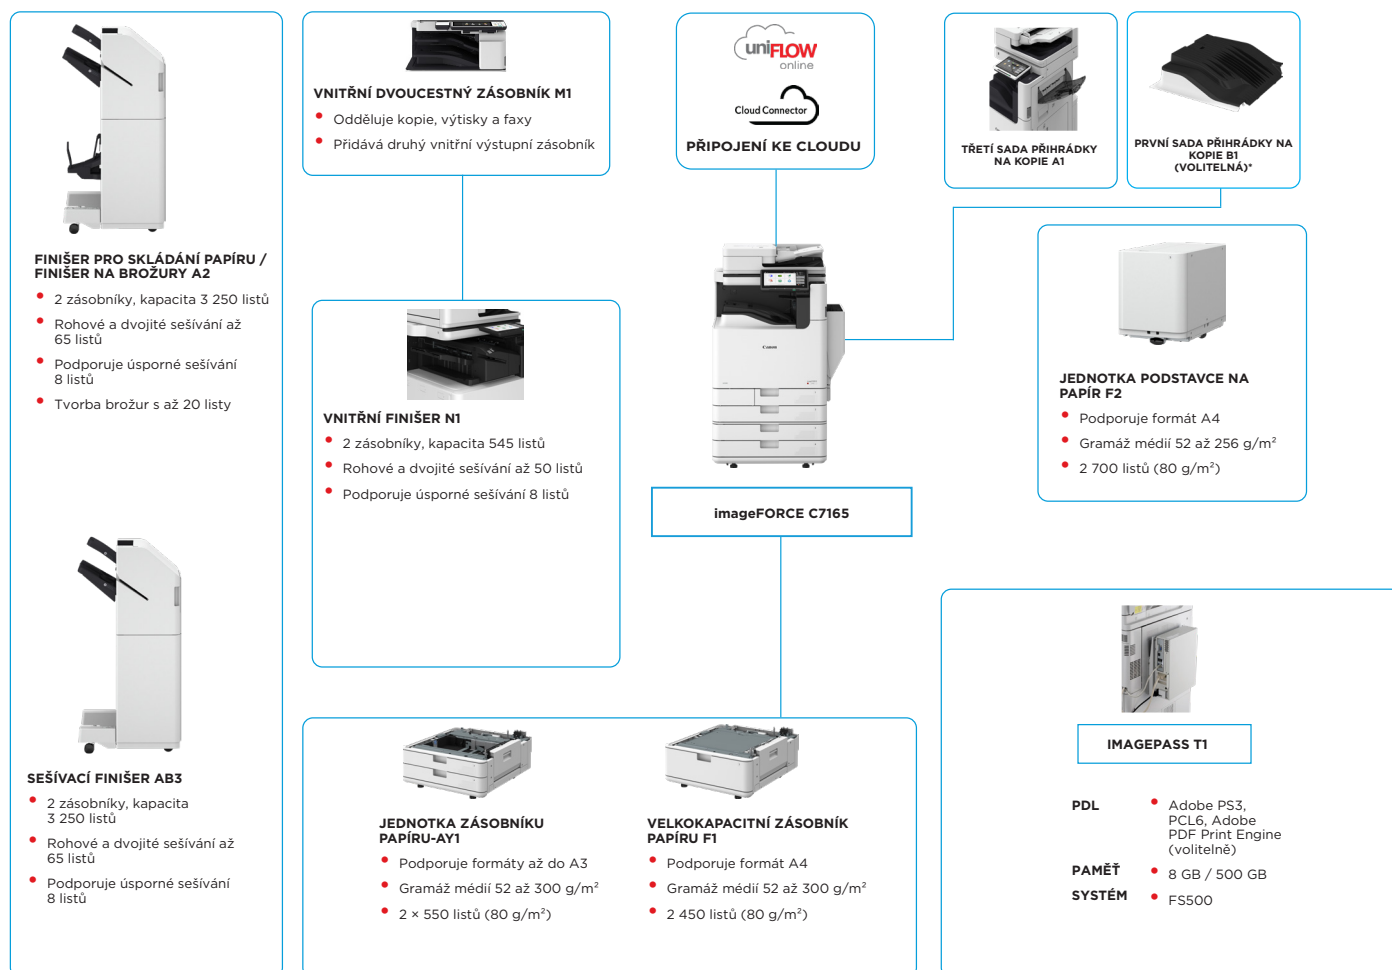 FINIŠER PRO SKLÁDÁNÍ PAPÍRU /
FINIŠER NA BROŽURY A2
2 zásobníky, kapacita 3 250 listů
Rohové a dvojité sešívání až
65 listů
Podporuje úsporné sešívání
8 listů
Tvorba brožur s až 20 listy
SEŠÍVACÍ FINIŠER AB3
2 zásobníky, kapacita
3 250 listů
Rohové a dvojité sešívání až
65 listů
Podporuje úsporné sešívání
8 listů
VNITŘNÍ DVOUCESTNÝ ZÁSOBNÍK M1
Odděluje kopie, výtisky a faxy
Přidává druhý vnitřní výstupní zásobník
VNITŘNÍ FINIŠER N1
2 zásobníky, kapacita 545 listů
Rohové a dvojité sešívání až 50 listů
Podporuje úsporné sešívání 8 listů
uniFLOW
online
Cloud Connector
PŘIPOJENÍ KE CLOUDU
Canon
imageFORCE C7165
TŘETÍ SADA PŘIHRÁDKY
NA KOPIE A1
PRVNÍ SADA PŘIHRÁDKY NA
KOPIE B1
(VOLITELNÁ)*
JEDNOTKA PODSTAVCE NA
PAPÍR F2
Podporuje formát A4
Gramáž médií 52 až 256 g/m²
2 700 listů (80 g/m²)
JEDNOTKA ZÁSOBNÍKU
PAPÍRU-AY1
Podporuje formáty až do A3
Gramáž médií 52 až 300 g/m²
2 × 550 listů (80 g/m²)
VELKOKAPACITNÍ ZÁSOBNÍK
PAPÍRU F1
Podporuje formát A4
Gramáž médií 52 až 300 g/m²
2 450 listů (80 g/m²)
IMAGEPASS T1
PDL
Adobe PS3,
PCL6, Adobe
PDF Print Engine
(volitelně)
PAMĚŤ
8 GB / 500 GB
SYSTÉM
FS500